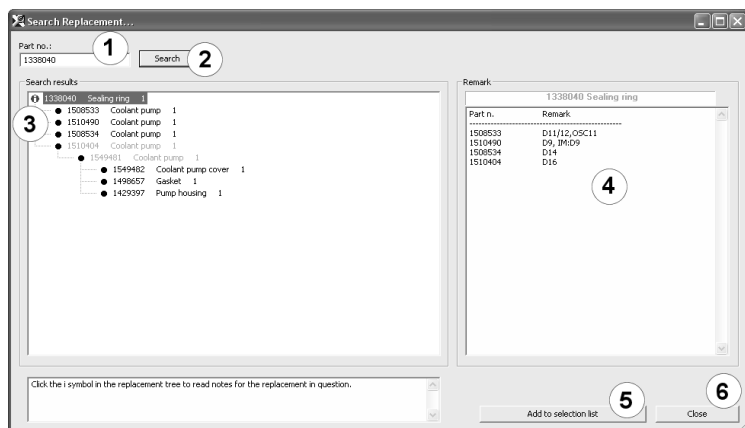 Search Replacement...
Part no.:
1
1338040
Search
2
Search results
Remark
1338040 Sealing ring 1
1338040 Sealing ring
3
1508533 Coolant pump 1
1510490 Coolant pump 1
1508534 Coolant pump 1
1510404 Coolant pump 1
1549481 Coolant pump 1
1549482 Coolant pump cover 1
1498657 Gasket 1
1429397 Pump housing 1
Part n. Remark
--------------------------------------------------
1508533 D11/12,OSC11
1510490 D9, IM:D9
1508534 D14
1510404 D16
4
Click the i symbol in the replacement tree to read notes for the replacement in question.
Add to selection list
5
Close
6